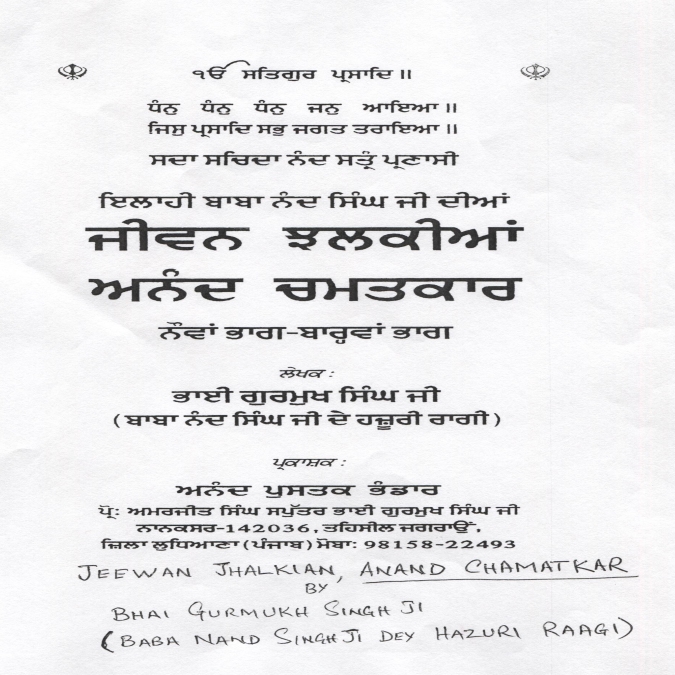 ੴ ਸਤਿਗੁਰ ਪ੍ਰਸਾਦਿ॥
ਧੰਨੁ ਧੰਨੁ ਧੰਨੁ ਜਨੁ ਆਇਆ॥
ਜਿਸੁ ਪ੍ਰਸਾਦਿ ਸਭੁ ਜਗਤ ਤਰਾਇਆ॥
ਸਦਾ ਸਚਿਦਾ ਨੰਦ ਸਤ੍ਰੰ ਪ੍ਰਣਾਸੀ
ਇਲਾਹੀ ਬਾਬਾ ਨੰਦ ਸਿੰਘ ਜੀ ਦੀਆਂ
ਜੀਵਨ ਝਲਕੀਆਂ
ਅਨੰਦ ਚਮਤਕਾਰ
ਨੌਵਾਂ ਭਾਗ-ਬਾਰ੍ਹਵਾਂ ਭਾਗ
ਲੇਖਕ :
ਭਾਈ ਗੁਰਮੁਖ ਸਿੰਘ ਜੀ
(ਬਾਬਾ ਨੰਦ ਸਿੰਘ ਜੀ ਦੇ ਹਜ਼ੂਰੀ ਰਾਗੀ)
ਪ੍ਰਕਾਸ਼ਕ :
ਅਨੰਦ ਪੁਸਤਕ ਭੰਡਾਰ
ਪ੍ਰੋ: ਅਮਰਜੀਤ ਸਿੰਘ ਸਪੁੱਤਰ ਭਾਈ ਗੁਰਮੁਖ ਸਿੰਘ ਜੀ
ਨਾਨਕਸਰ-142036, ਤਹਿਸੀਲ ਜਗਰਾਉਂ,
ਜ਼ਿਲਾ ਲੁਧਿਆਣਾ (ਪੰਜਾਬ) ਮੋਬਾ: 98158-22493
JEEWAN JHALKIAN, ANAND CHAMATKAR
BY
BHAI GURMUKH SINGH JI
(BABA NAND SINGH JI DEY HAZURI RAAGI)